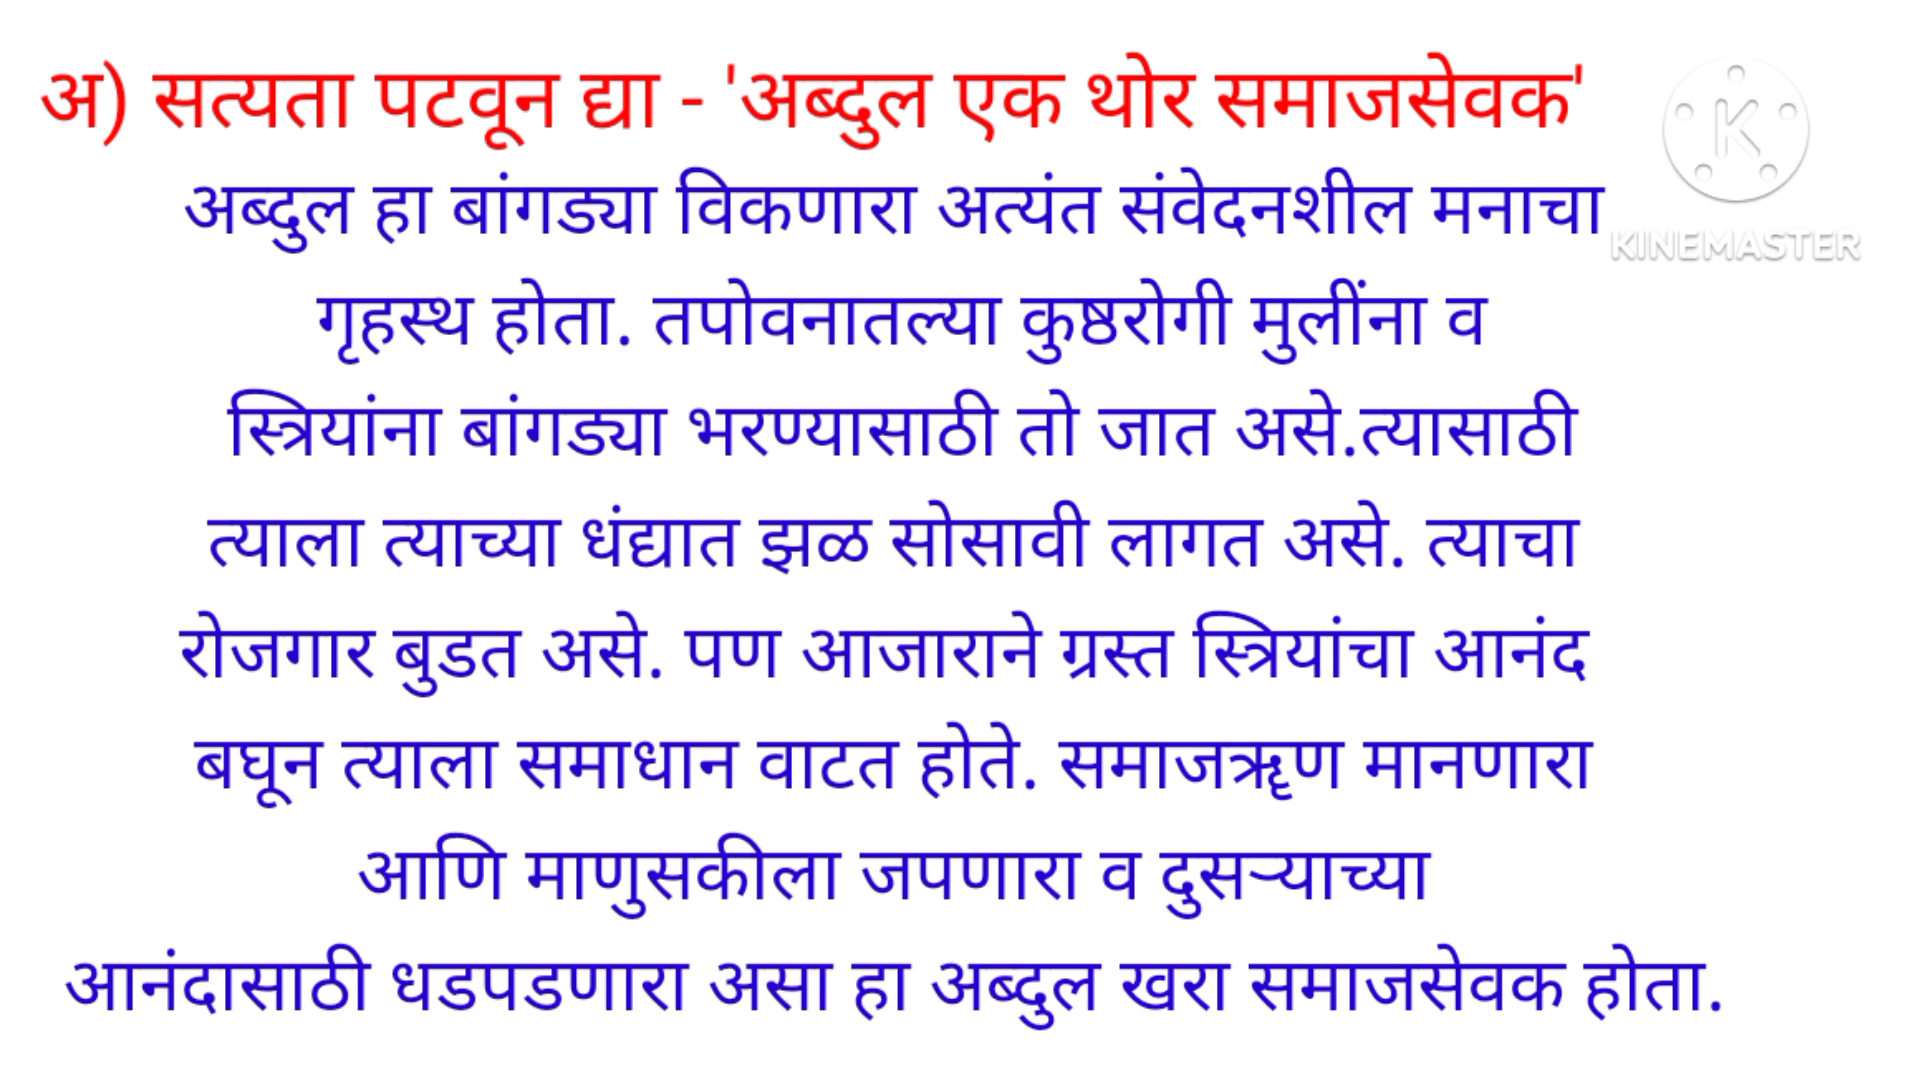 अ) सत्यता पटवून द्या - 'अब्दुल एक थोर समाजसेवक'
अब्दुल हा बांगड्या विकणारा अत्यंत संवेदनशील मनाचा
गृहस्थ होता. तपोवनातल्या कुष्ठरोगी मुलींना व
स्त्रियांना बांगड्या भरण्यासाठी तो जात असे.त्यासाठी
त्याला त्याच्या धंद्यात झळ सोसावी लागत असे. त्याचा
रोजगार बुडत असे. पण आजाराने ग्रस्त स्त्रियांचा आनंद
बघून त्याला समाधान वाटत होते. समाजॠण मानणारा
आणि माणुसकीला जपणारा व दुसऱ्याच्या
आनंदासाठी धडपडणारा असा हा अब्दुल खरा समाजसेवक होता.
K
KINEMASTER